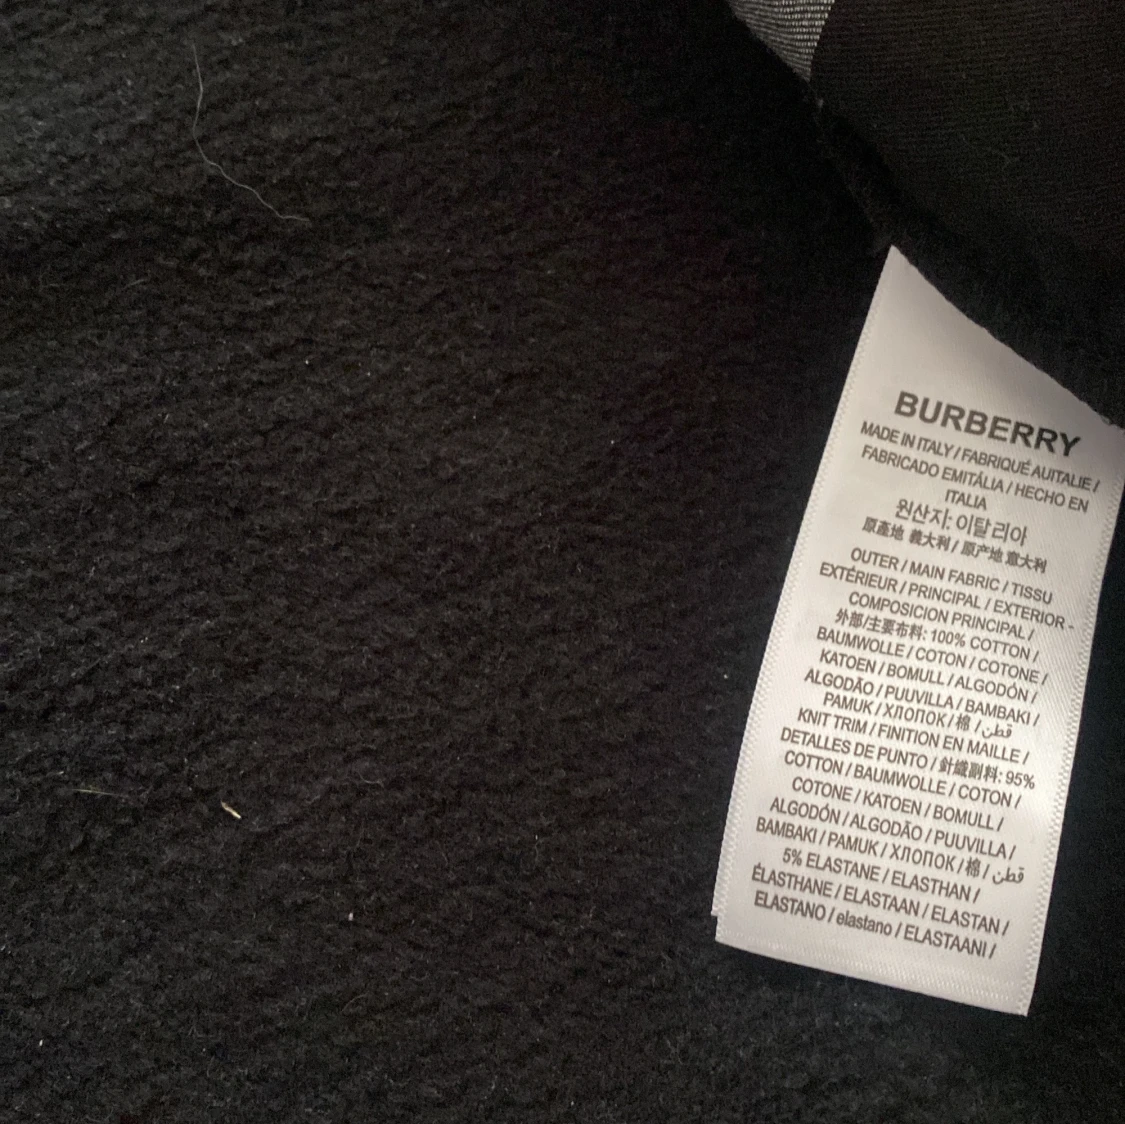 BURBERRY
MADE IN ITALY / FABRIQUÉ AUITALIE /
FABRICADO EMITÁLIA / HECHO EN
ITALIA
원산지: 이탈리아
原產地 義大利 / 原产地 意大利
OUTER / MAIN FABRIC / TISSU
EXTÉRIEUR / PRINCIPAL / EXTERIOR -
COMPOSICION PRINCIPAL /
外部/主要布料: 100% COTTON /
BAUMWOLLE / COTON / COTONE /
KATOEN / BOMULL / ALGODÓN /
ALGODÃO / PUUVILLA / BAMBAKI /
PAMUK / ХЛОПОК / 棉 / قطن
KNIT TRIM / FINITION EN MAILLE /
DETALLES DE PUNTO / 針織副料: 95%
COTTON / BAUMWOLLE / COTON /
COTONE / KATOEN / BOMULL /
ALGODÓN / ALGODÃO / PUUVILLA /
BAMBAKI / PAMUK / ХЛОПОК / 棉 / قطن
5% ELASTANE / ELASTHAN /
ÉLASTHANE / ELASTAAN / ELASTAN /
ELASTANO / elastano / ELASTAANI /